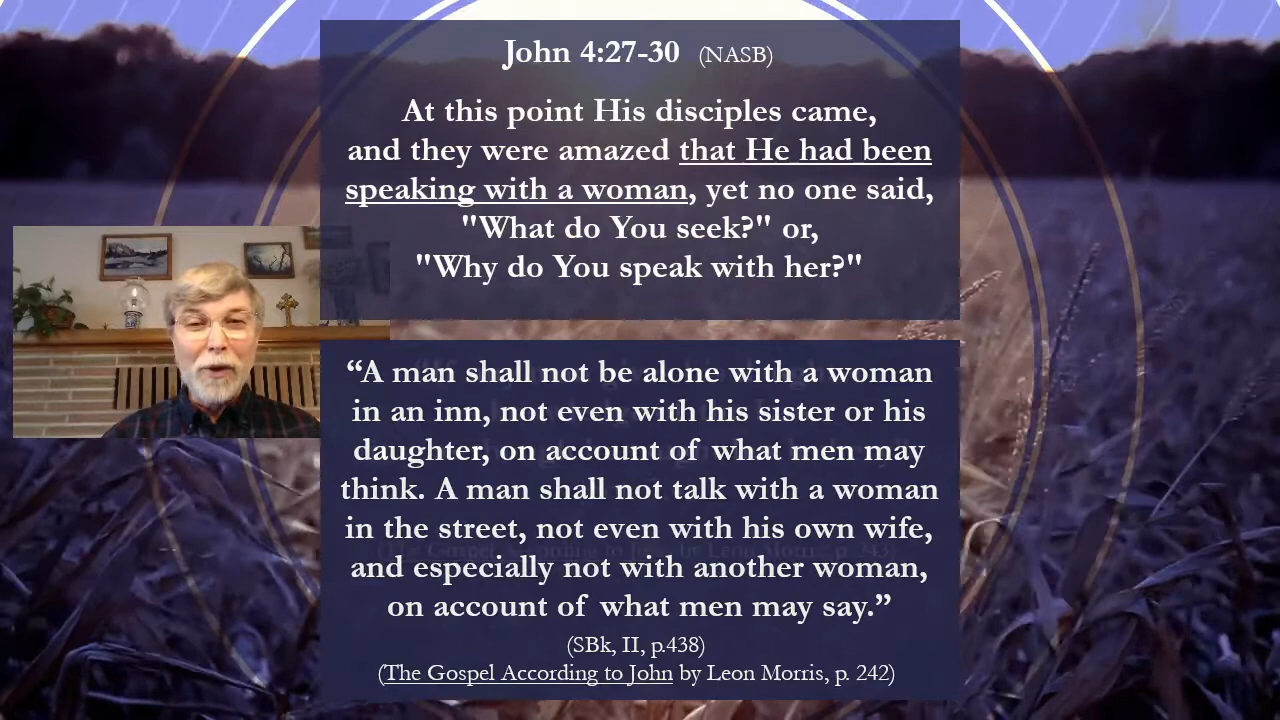 John 4:27-30 (NASB)
At this point His disciples came,
and they were amazed that He had been
speaking with a woman, yet no one said,
"What do You seek?" or,
"Why do You speak with her?"
“A man shall not be alone with a woman
in an inn, not even with his sister or his
daughter, on account of what men may
think. A man shall not talk with a woman
in the street, not even with his own wife,
and especially not with another woman,
on account of what men may say.”
(SBk, II, p.438)
(The Gospel According to John by Leon Morris, p. 242)